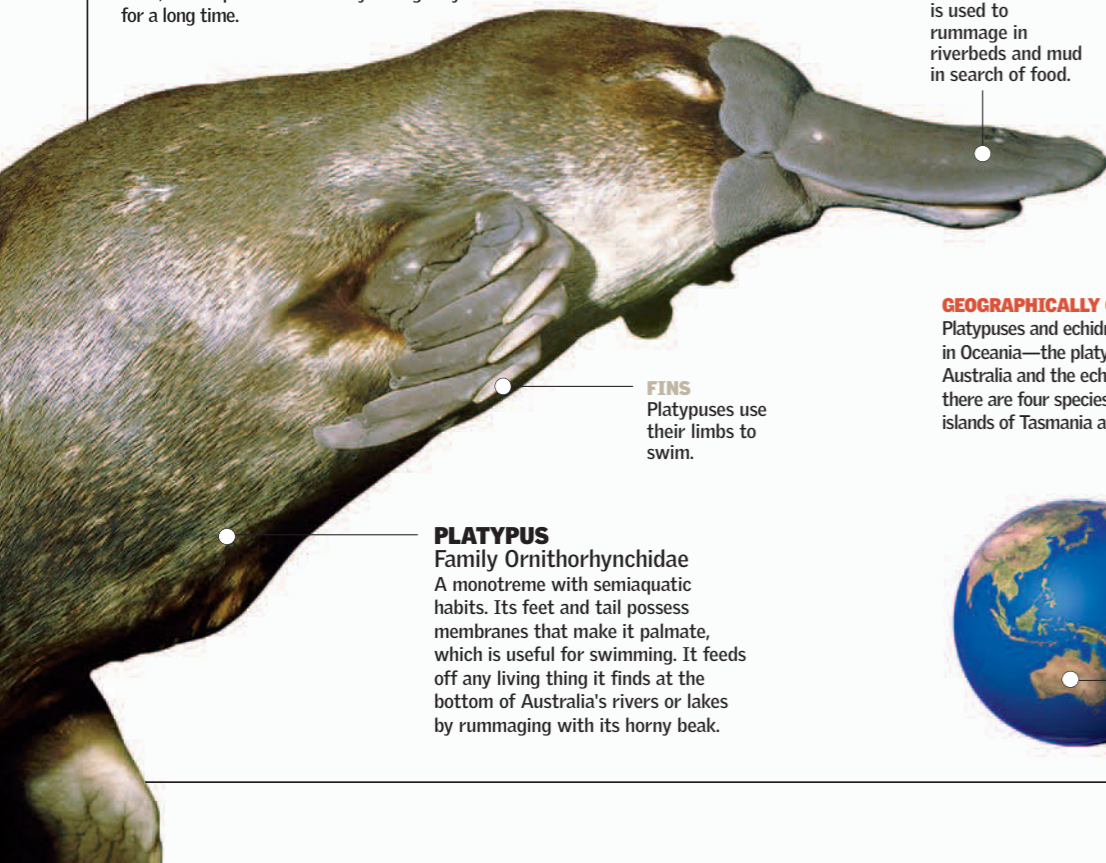 for a long time.
is used to
rummage in
riverbeds and mud
in search of food.
GEOGRAPHICALLY
Platypuses and
in Oceania—the
Australia and the
there are four species
islands of Tasmania
FINS
Platypuses use
their limbs to
swim.
PLATYPUS
Family Ornithorhynchidae
A monotreme with semiaquatic
habits. Its feet and tail possess
membranes that make it palmate,
which is useful for swimming. It feeds
off any living thing it finds at the
bottom of Australia's rivers or lakes
by rummaging with its horny beak.